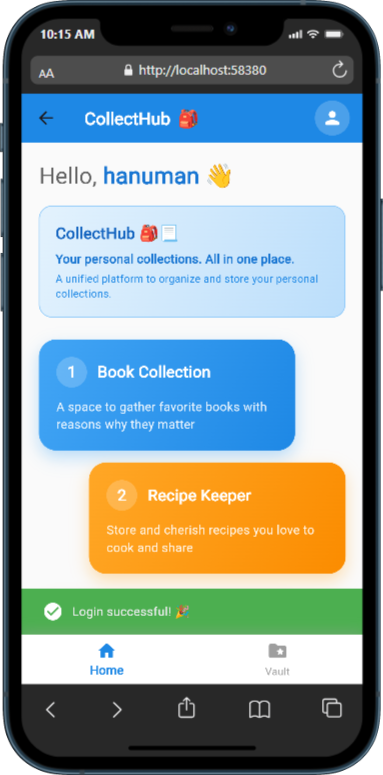 10:15 AM
AA http://localhost:58380
CollectHub 🎒
Hello, hanuman 👋
CollectHub 🎒📃
Your personal collections. All in one place.
A unified platform to organize and store your personal
collections.
1 Book Collection
A space to gather favorite books with
reasons why they matter
2 Recipe Keeper
Store and cherish recipes you love to
cook and share
Login successful! 🎉
Home Vault